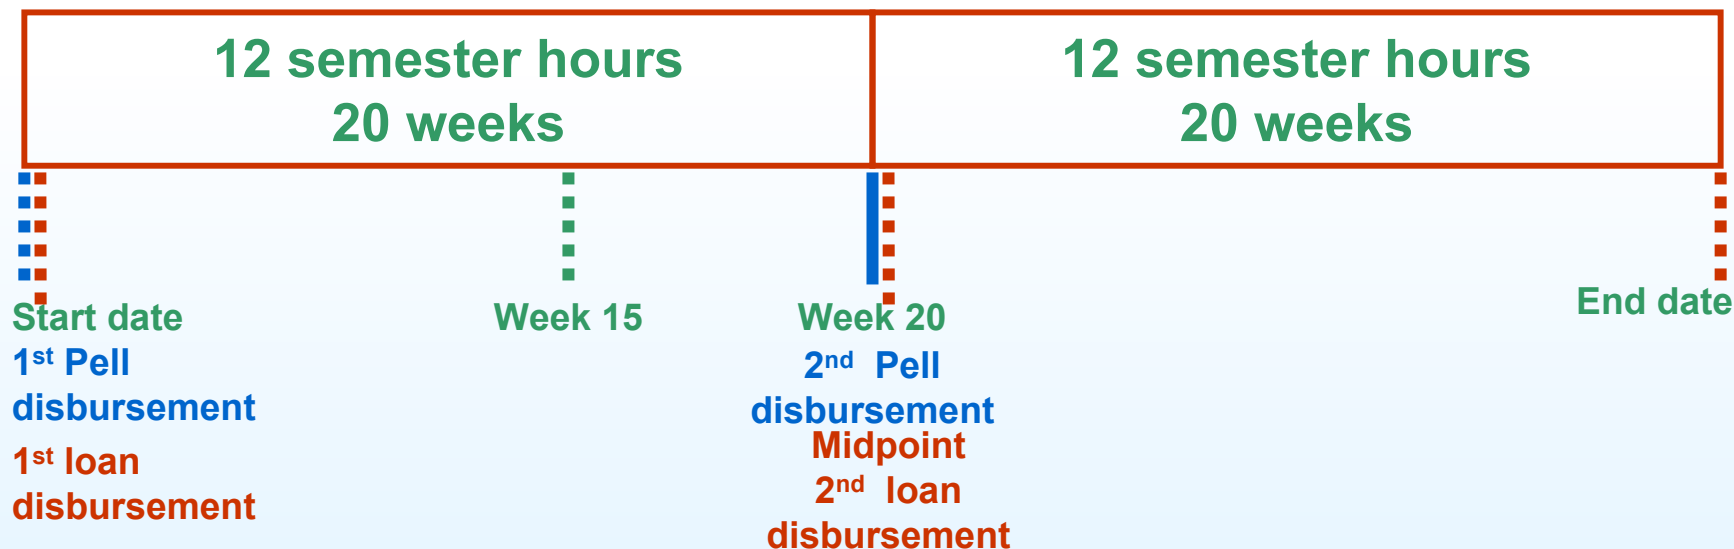 12 semester hours
20 weeks
12 semester hours
20 weeks
Start date
1st Pell
disbursement
1st loan
disbursement
Week 15
Week 20
2nd Pell
disbursement
Midpoint
2nd loan
disbursement
End date